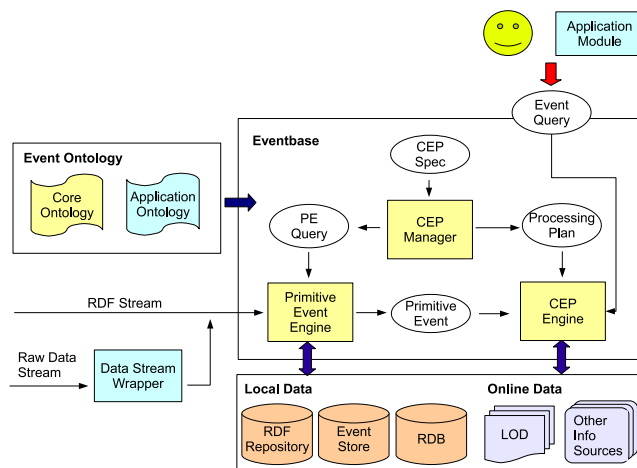 Application
Module
Event
Query
Eventbase
CEP
Spec
Event Ontology
Core
Ontology
Application
Ontology
PE
Query
CEP
Manager
Processing
Plan
RDF Stream
Primitive
Event
Engine
Primitive
Event
CEP
Engine
Raw Data
Stream
Data Stream
Wrapper
Local Data
Online Data
RDF
Repository
Event
Store
RDB
LOD
Other
Info
Sources